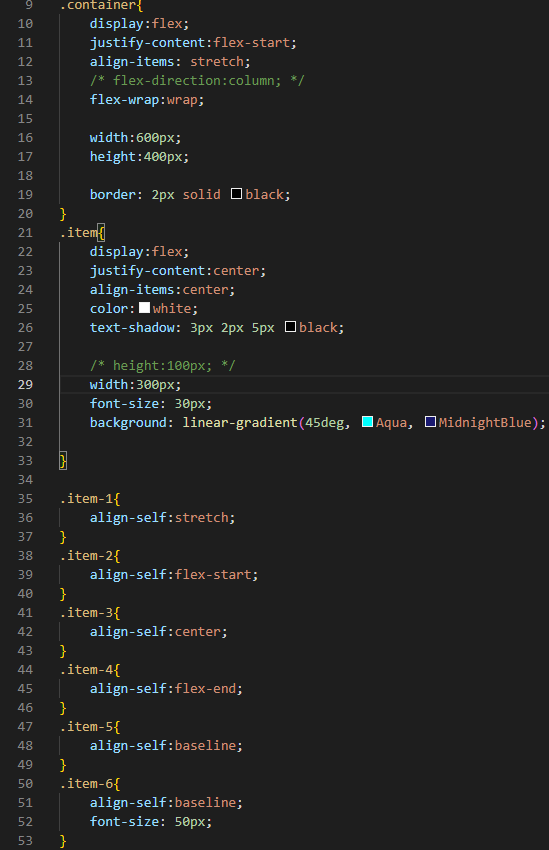 9 .container{
10 display:flex;
11 justify-content:flex-start;
12 align-items: stretch;
13 /* flex-direction:column; */
14 flex-wrap:wrap;
15
16 width:600px;
17 height:400px;
18
19 border: 2px solid black;
20 }
21 .item{
22 display:flex;
23 justify-content:center;
24 align-items:center;
25 color:white;
26 text-shadow: 3px 2px 5px black;
27
28 /* height:100px; */
29 width:300px;
30 font-size: 30px;
31 background: linear-gradient(45deg, Aqua, MidnightBlue);
32
33 }
34
35 .item-1{
36 align-self:stretch;
37 }
38 .item-2{
39 align-self:flex-start;
40 }
41 .item-3{
42 align-self:center;
43 }
44 .item-4{
45 align-self:flex-end;
46 }
47 .item-5{
48 align-self:baseline;
49 }
50 .item-6{
51 align-self:baseline;
52 font-size: 50px;
53 }